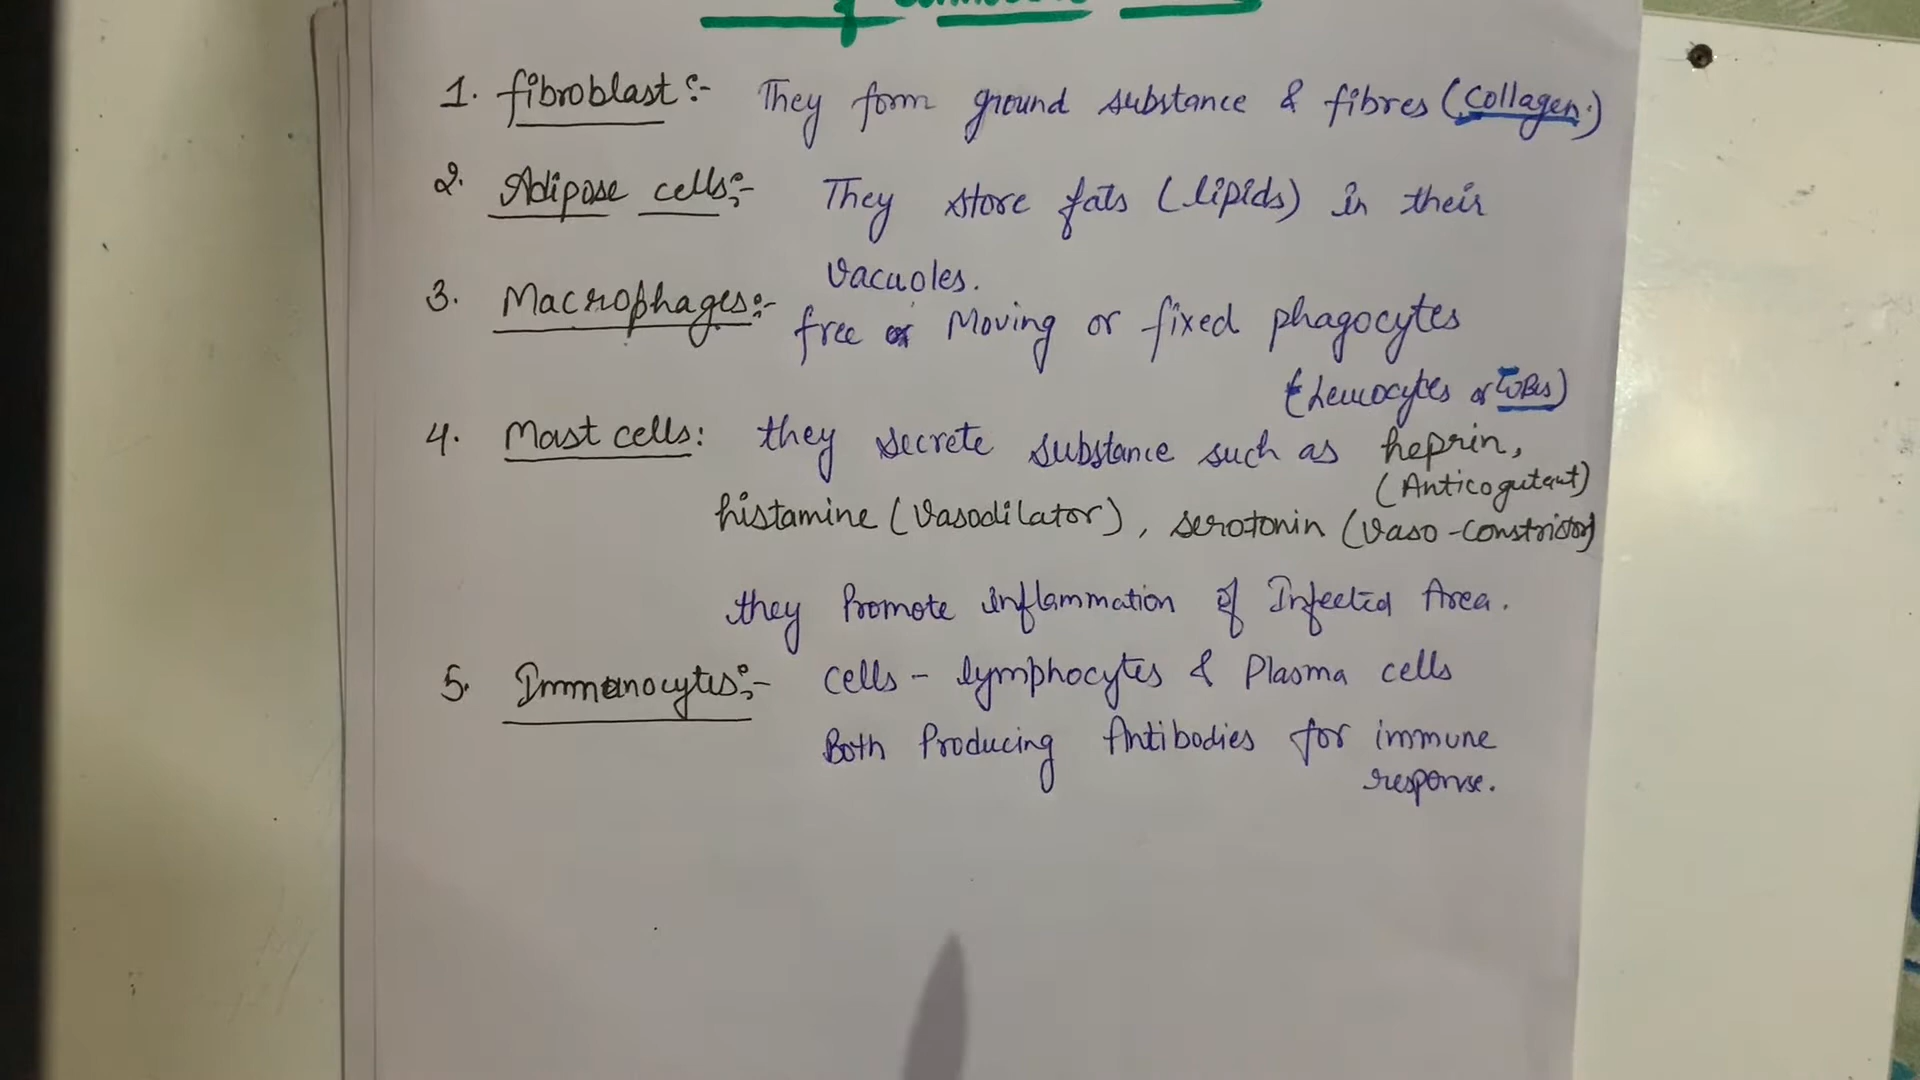 1. fibroblast :- They form ground substance & fibres (Collagen.)
2. Adipose cells:- They store fats (lipids) in their
vacuoles.
3. Macrophages:- free or Moving or fixed phagocytes
(Leucocytes or WBCs)
4. Mast cells: they secrete substance such as heprin,
(Anticogutant)
histamine (Vasodilator), serotonin (Vaso-constrictor)
they Promote inflammation of Infected Area.
5. Immunocytes:- cells - lymphocytes & Plasma cells
Both Producing Antibodies for immune
response.